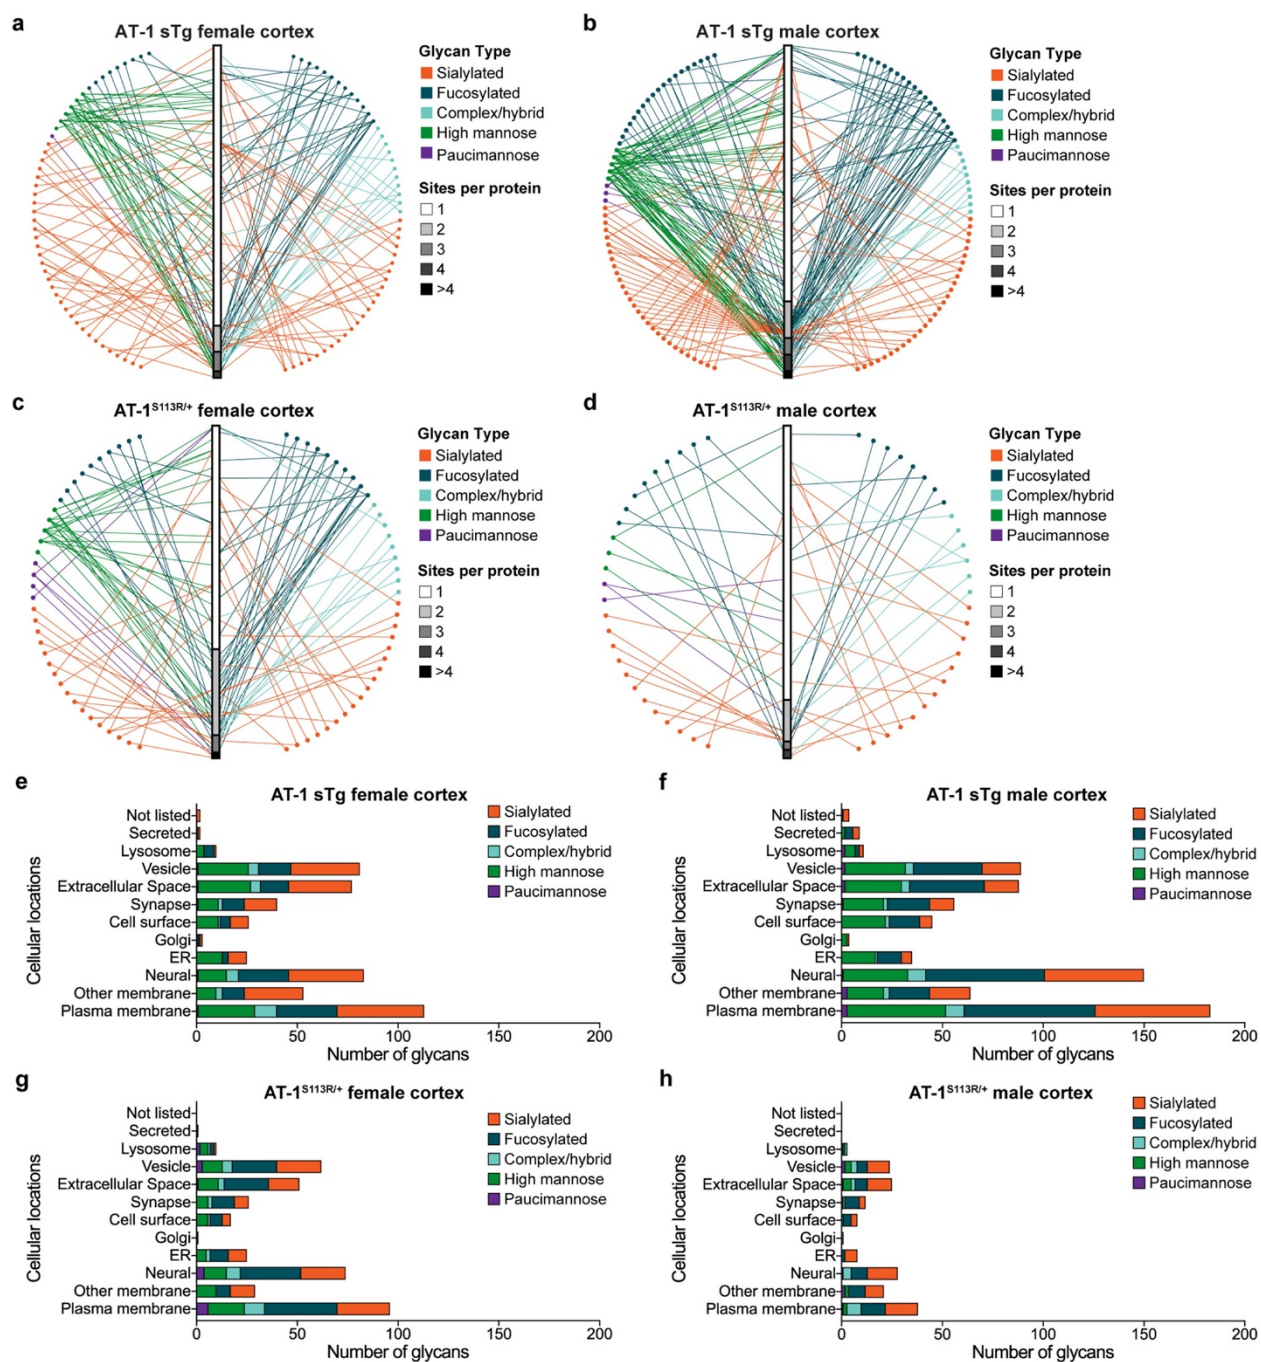 a
AT-1 sTg female cortex
Glycan Type
Sialylated
Fucosylated
Complex/hybrid
High mannose
Paucimannose
Sites per protein
1
2
3
4
>4
b
AT-1 sTg male cortex
Glycan Type
Sialylated
Fucosylated
Complex/hybrid
High mannose
Paucimannose
Sites per protein
1
2
3
4
>4
c
AT-1S113R/+ female cortex
Glycan Type
Sialylated
Fucosylated
Complex/hybrid
High mannose
Paucimannose
Sites per protein
1
2
3
4
>4
d
AT-1S113R/+ male cortex
Glycan Type
Sialylated
Fucosylated
Complex/hybrid
High mannose
Paucimannose
Sites per protein
1
2
3
4
>4
e
AT-1 sTg female cortex
Cellular locations
Not listed
Secreted
Lysosome
Vesicle
Extracellular Space
Synapse
Cell surface
Golgi
ER
Neural
Other membrane
Plasma membrane
0 50 100 150 200
Number of glycans
Sialylated
Fucosylated
Complex/hybrid
High mannose
Paucimannose
f
AT-1 sTg male cortex
Cellular locations
Not listed
Secreted
Lysosome
Vesicle
Extracellular Space
Synapse
Cell surface
Golgi
ER
Neural
Other membrane
Plasma membrane
0 50 100 150 200
Number of glycans
Sialylated
Fucosylated
Complex/hybrid
High mannose
Paucimannose
g
AT-1S113R/+ female cortex
Cellular locations
Not listed
Secreted
Lysosome
Vesicle
Extracellular Space
Synapse
Cell surface
Golgi
ER
Neural
Other membrane
Plasma membrane
0 50 100 150 200
Number of glycans
Sialylated
Fucosylated
Complex/hybrid
High mannose
Paucimannose
h
AT-1S113R/+ male cortex
Cellular locations
Not listed
Secreted
Lysosome
Vesicle
Extracellular Space
Synapse
Cell surface
Golgi
ER
Neural
Other membrane
Plasma membrane
0 50 100 150 200
Number of glycans
Sialylated
Fucosylated
Complex/hybrid
High mannose
Paucimannose